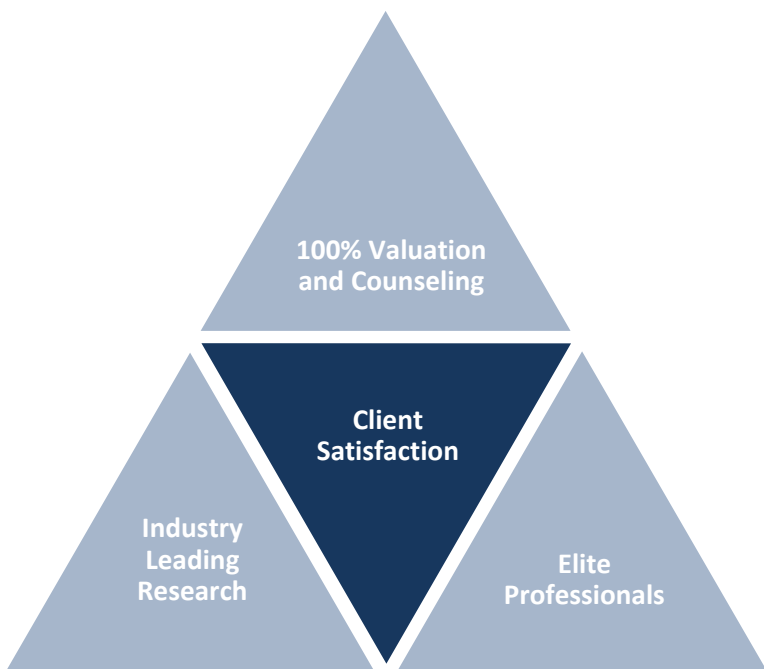 100% Valuation
and Counseling
Client
Satisfaction
Industry
Leading
Research
Elite
Professionals